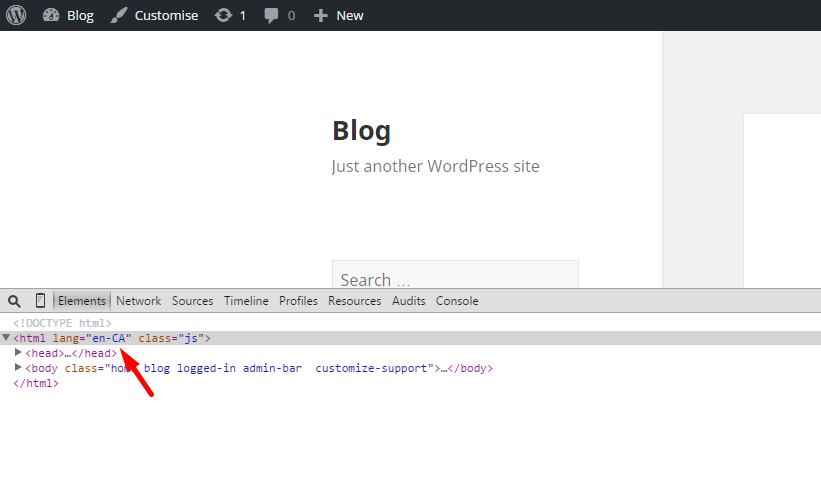 Blog Customise 1 0 New
Blog
Just another WordPress site
Search …
Elements Network Sources Timeline Profiles Resources Audits Console
<!DOCTYPE html>
<html lang="en-CA" class="js">
<head>…</head>
<body class="home blog logged-in admin-bar  customize-support">…</body>
</html>